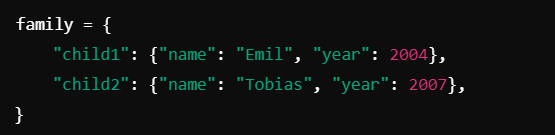 family = {
    "child1": {"name": "Emil", "year": 2004},
    "child2": {"name": "Tobias", "year": 2007},
}